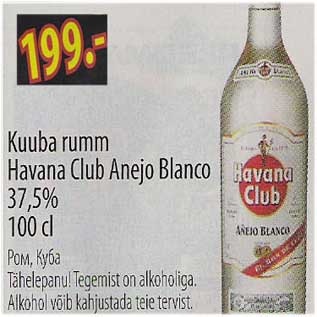 199.-
Kuuba rumm
Havana Club Anejo Blanco
37,5%
100 cl
Ром, Куба
Tähelepanu! Tegemist on alkoholiga.
Alkohol võib kahjustada teie tervist.
Havana
Club
AÑEJO BLANCO